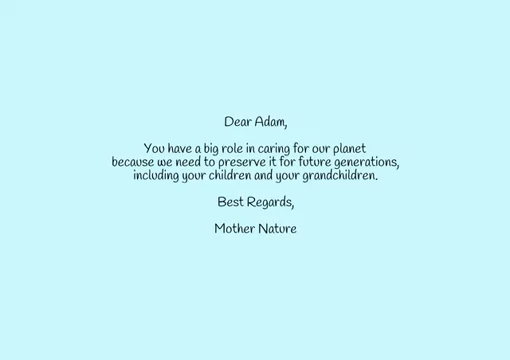 Dear Adam,
You have a big role in caring for our planet
because we need to preserve it for future generations,
including your children and your grandchildren.
Best Regards,
Mother Nature